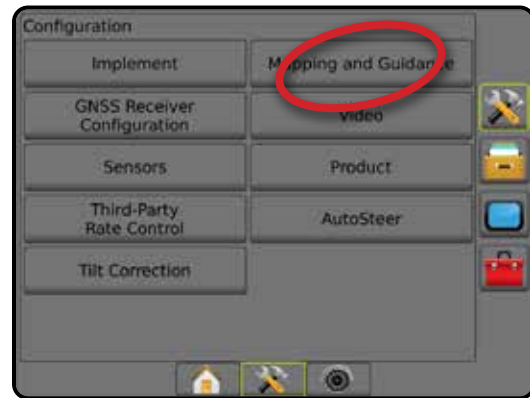 Configuration
Implement
Mapping and Guidance
GNSS Receiver
Configuration
Video
Sensors
Product
Third-Party
Rate Control
AutoSteer
Tilt Correction